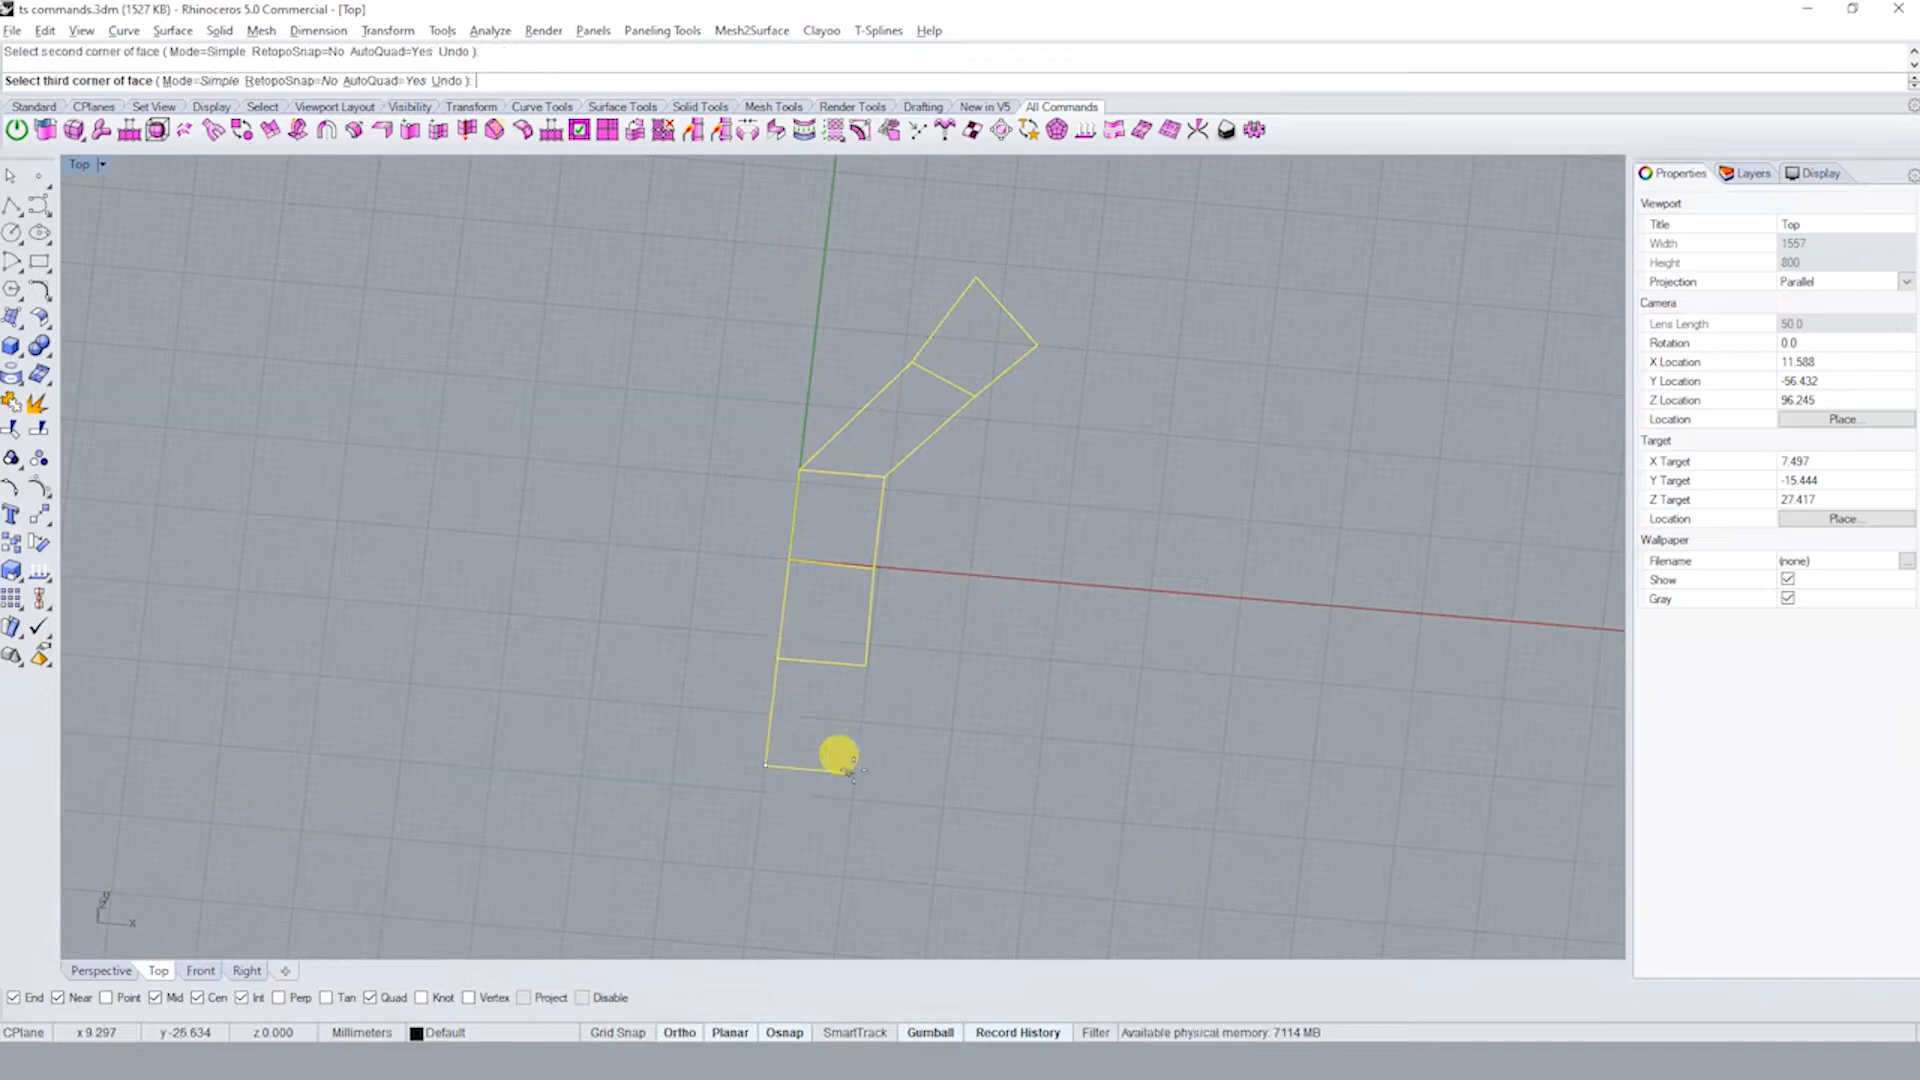 ts commands.3dm (1527 KB) - Rhinoceros 5.0 Commercial - [Top]
File Edit View Curve Surface Solid Mesh Dimension Transform Tools Analyze Render Panels Paneling Tools Mesh2Surface Clayoo T-Splines Help
Select second corner of face ( Mode=Simple RetopoSnap=No AutoQuad=Yes Undo ):
Select third corner of face ( Mode=Simple RetopoSnap=No AutoQuad=Yes Undo ):
Standard CPlanes Set View Display Select Viewport Layout Visibility Transform Curve Tools Surface Tools Solid Tools Mesh Tools Render Tools Drafting New in V5 All Commands
Top
Properties Layers Display
Viewport
Title Top
Width 1557
Height 800
Projection Parallel
Camera
Lens Length 50.0
Rotation 0.0
X Location 11.588
Y Location -56.432
Z Location 96.245
Location Place...
Target
X Target 7.497
Y Target -15.444
Z Target 27.417
Location Place...
Wallpaper
Filename (none) ...
Show
Gray
y
z
x
Perspective Top Front Right
End Near Point Mid Cen Int Perp Tan Quad Knot Vertex Project Disable
CPlane x 9.297 y -25.634 z 0.000 Millimeters Default Grid Snap Ortho Planar Osnap SmartTrack Gumball Record History Filter Available physical memory: 7114 MB